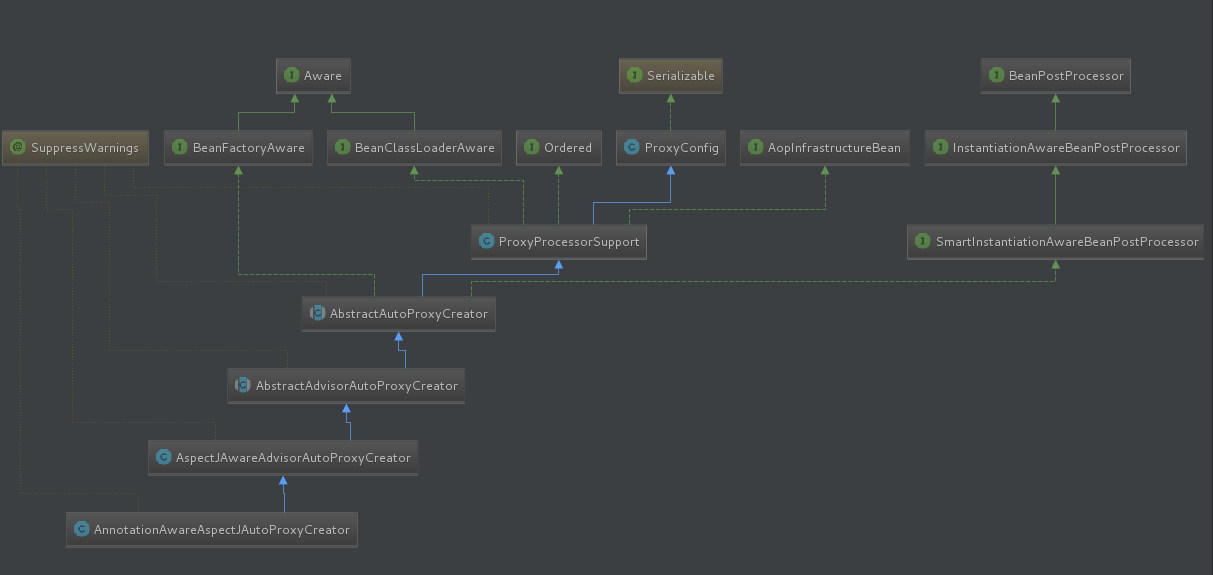 Aware
Serializable
BeanPostProcessor
SuppressWarnings
BeanFactoryAware
BeanClassLoaderAware
Ordered
ProxyConfig
AopInfrastructureBean
InstantiationAwareBeanPostProcessor
ProxyProcessorSupport
SmartInstantiationAwareBeanPostProcessor
AbstractAutoProxyCreator
AbstractAdvisorAutoProxyCreator
AspectJAwareAdvisorAutoProxyCreator
AnnotationAwareAspectJAutoProxyCreator